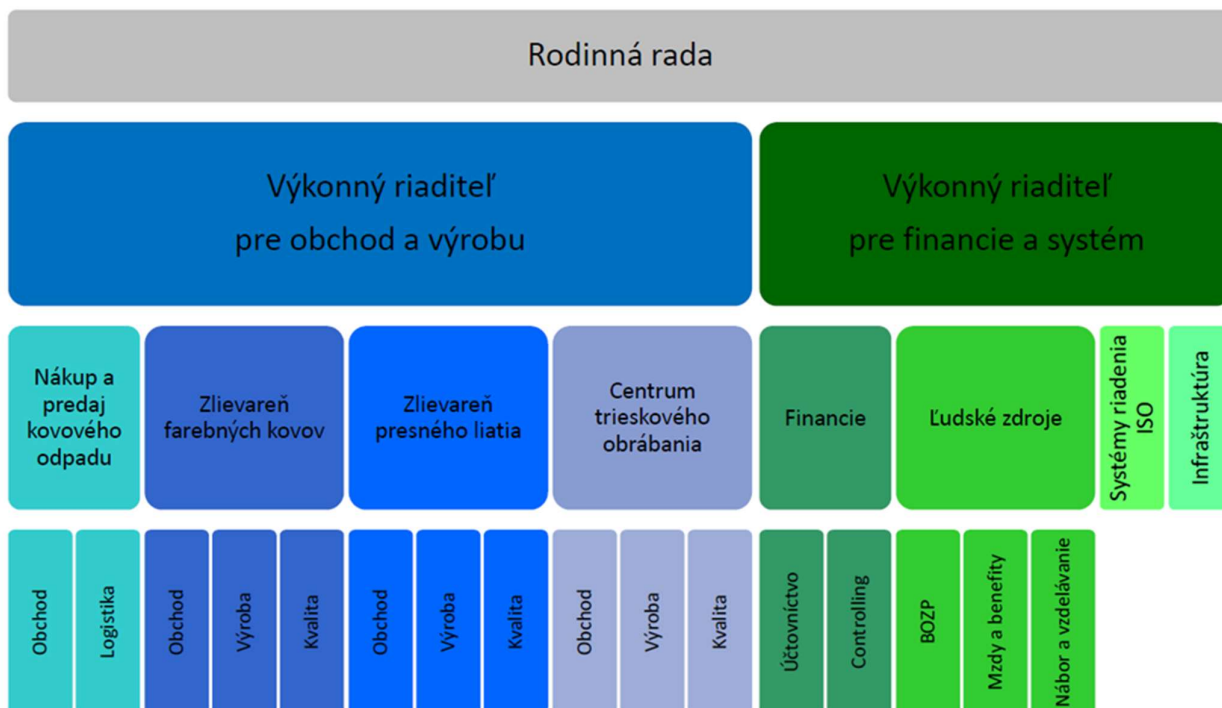 Rodinná rada
Výkonný riaditeľ
pre obchod a výrobu
Výkonný riaditeľ
pre financie a systém
Nákup a
predaj
kovového
odpadu
Zlievareň
farebných kovov
Zlievareň
presného liatia
Centrum
trieskového
obrábania
Financie
Ľudské zdroje
Systémy riadenia
ISO
Infraštruktúra
Obchod
Logistika
Obchod
Výroba
Kvalita
Obchod
Výroba
Kvalita
Obchod
Výroba
Kvalita
Účtovníctvo
Controlling
BOZP
Mzdy a benefity
Nábor a vzdelávanie